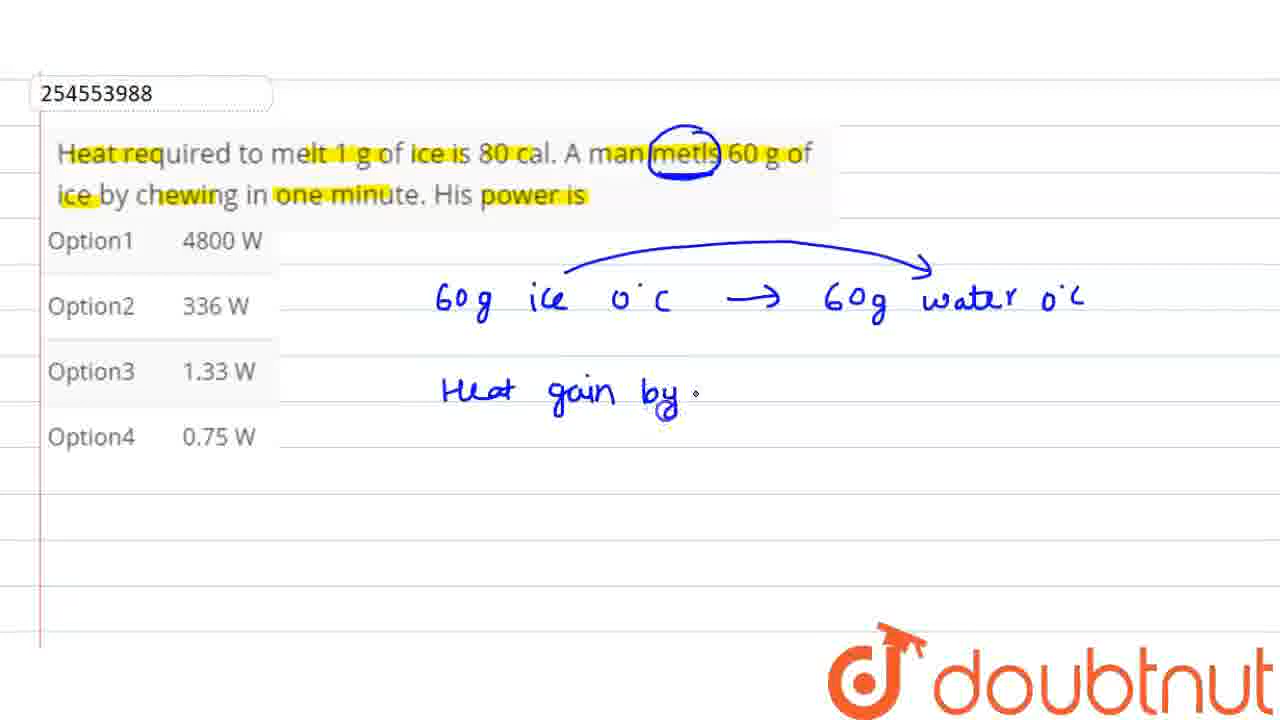 254553988
Heat required to melt 1 g of ice is 80 cal. A man metls 60 g of
ice by chewing in one minute. His power is
Option1 4800 W
Option2 336 W
Option3 1.33 W
Option4 0.75 W
60g ice 0°C → 60g water 0°C
Heat gain by
doubtnut